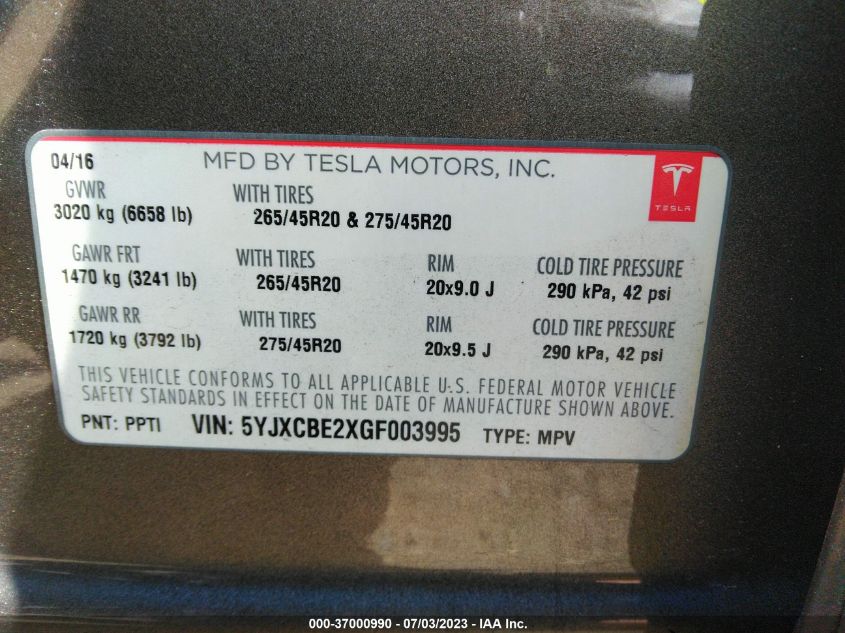 04/16 MFD BY TESLA MOTORS, INC.
GVWR WITH TIRES
3020 kg (6658 lb) 265/45R20 & 275/45R20
TESLA
GAWR FRT WITH TIRES RIM COLD TIRE PRESSURE
1470 kg (3241 lb) 265/45R20 20x9.0 J 290 kPa, 42 psi
GAWR RR WITH TIRES RIM COLD TIRE PRESSURE
1720 kg (3792 lb) 275/45R20 20x9.5 J 290 kPa, 42 psi
THIS VEHICLE CONFORMS TO ALL APPLICABLE U.S. FEDERAL MOTOR VEHICLE
SAFETY STANDARDS IN EFFECT ON THE DATE OF MANUFACTURE SHOWN ABOVE.
PNT: PPTI VIN: 5YJXCBE2XGF003995 TYPE: MPV
000-37000990 - 07/03/2023 - IAA Inc.